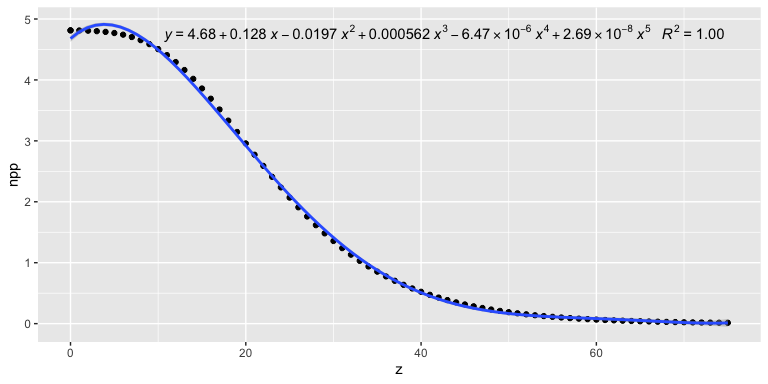 y = 4.68 + 0.128 x − 0.0197 x² + 0.000562 x³ − 6.47 × 10⁻⁶ x⁴ + 2.69 × 10⁻⁸ x⁵ R² = 1.00
5
4
3
2
1
0
npp
0 20 40 60
z